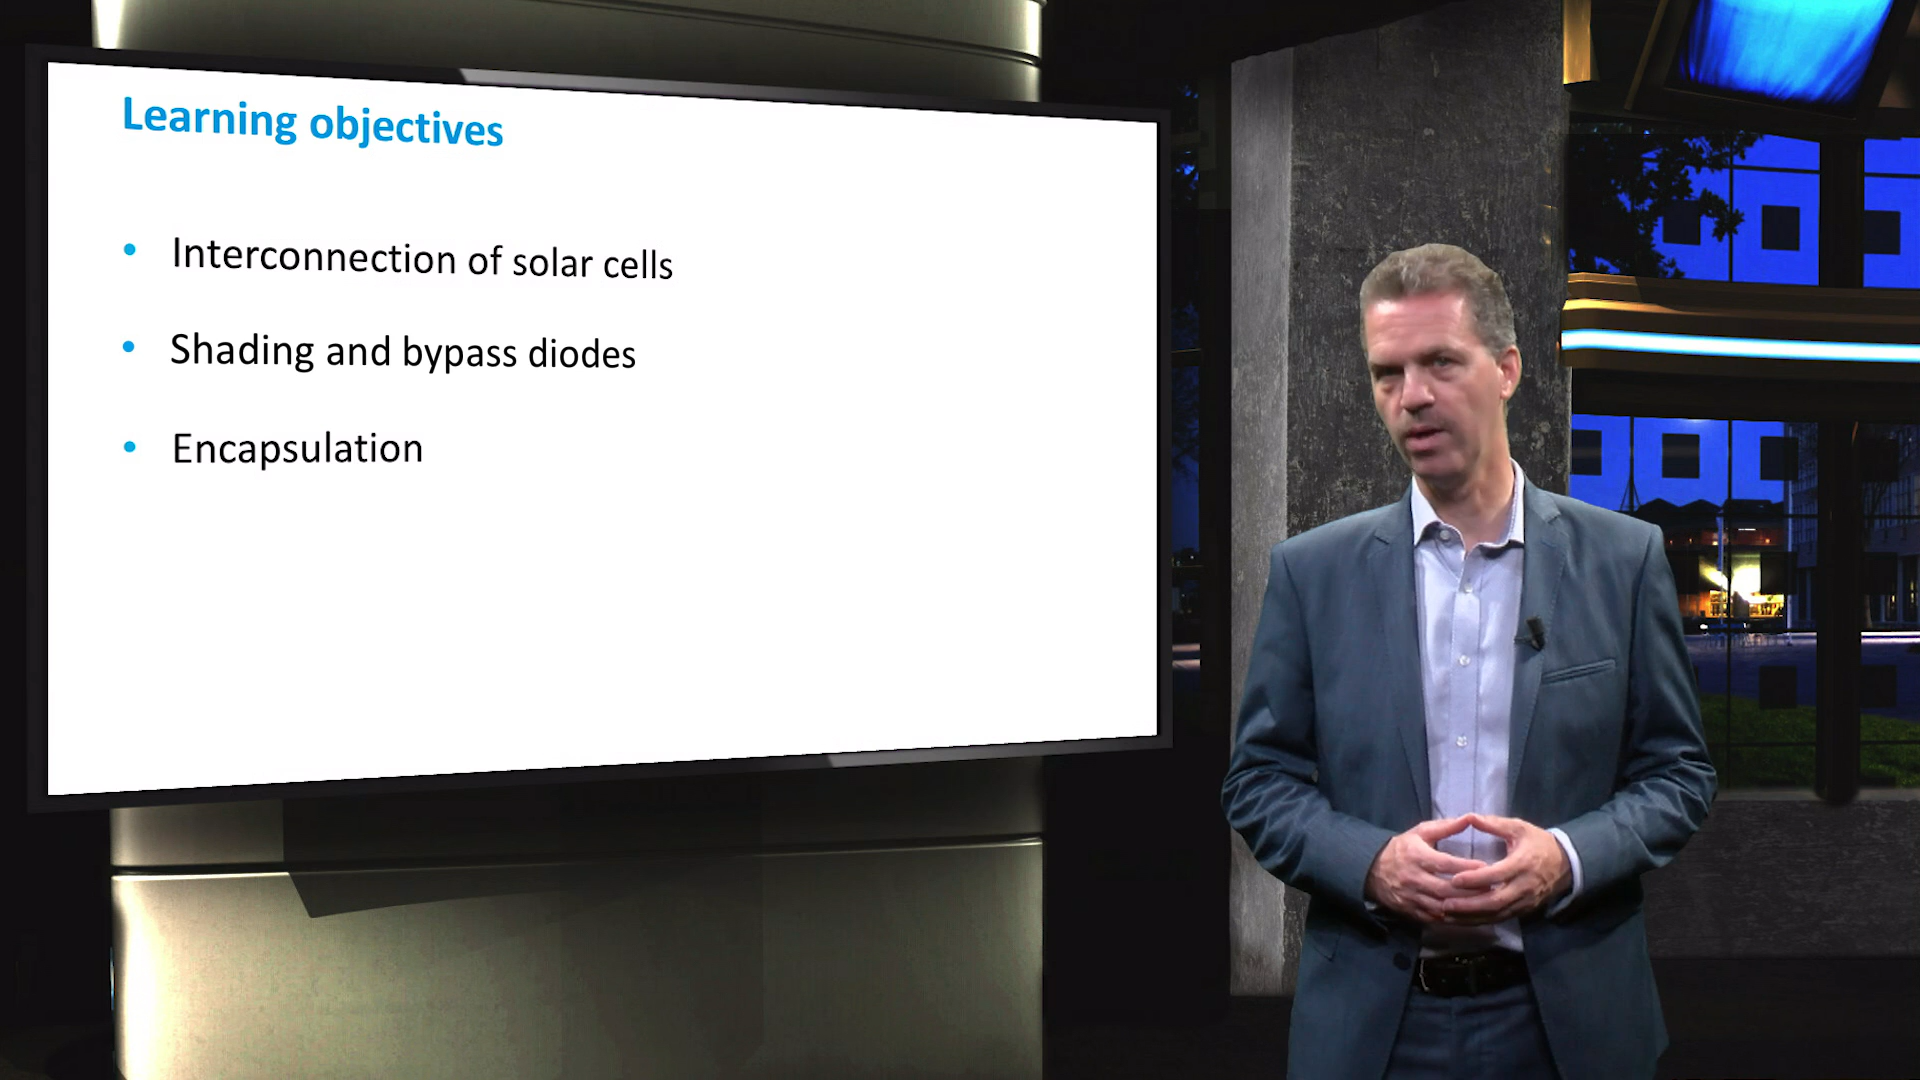 Learning objectives
• Interconnection of solar cells
• Shading and bypass diodes
• Encapsulation